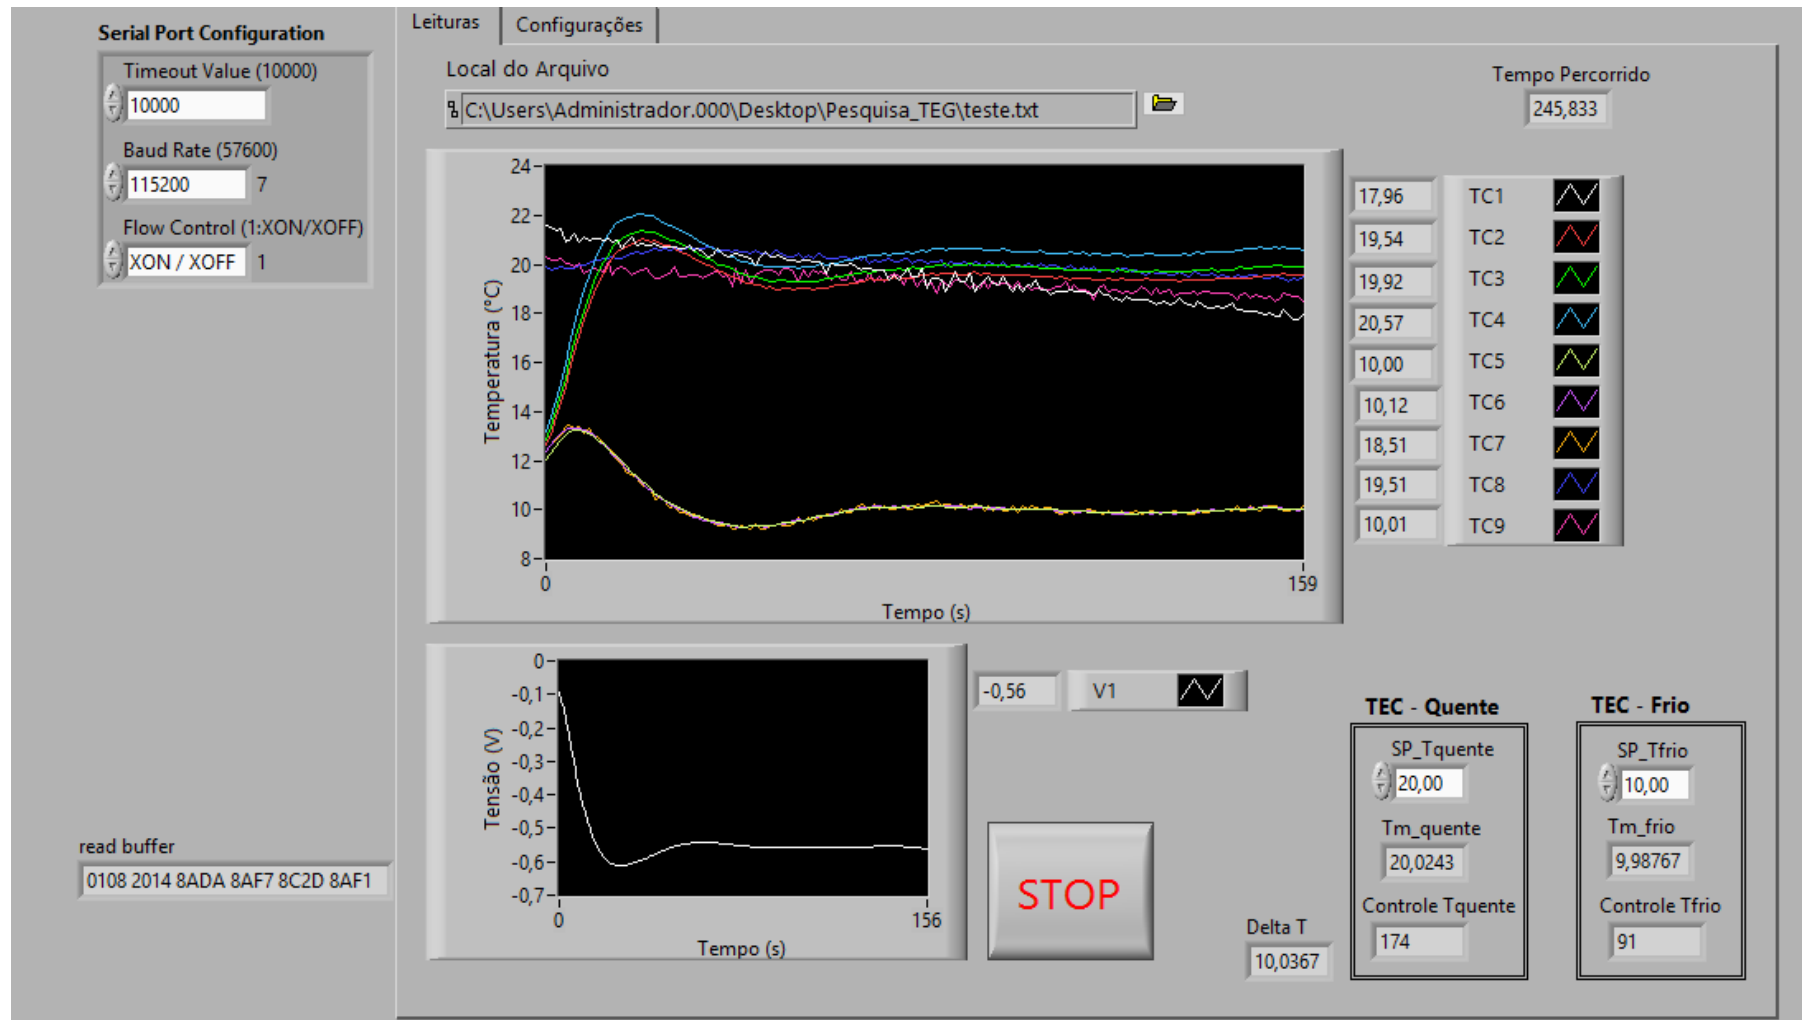 Serial Port Configuration
Timeout Value (10000)
10000
Baud Rate (57600)
115200 7
Flow Control (1:XON/XOFF)
XON / XOFF 1
read buffer
0108 2014 8ADA 8AF7 8C2D 8AF1
Leituras Configurações
Local do Arquivo
C:\Users\Administrador.000\Desktop\Pesquisa_TEG\teste.txt
Tempo Percorrido
245,833
Temperatura (°C)
24
22
20
18
16
14
12
10
8
0 159
Tempo (s)
17,96 TC1
19,54 TC2
19,92 TC3
20,57 TC4
10,00 TC5
10,12 TC6
18,51 TC7
19,51 TC8
10,01 TC9
Tensão (V)
0
-0,1
-0,2
-0,3
-0,4
-0,5
-0,6
-0,7
0 156
Tempo (s)
-0,56 V1
STOP
Delta T
10,0367
TEC - Quente
SP_Tquente
20,00
Tm_quente
20,0243
Controle Tquente
174
TEC - Frio
SP_Tfrio
10,00
Tm_frio
9,98767
Controle Tfrio
91